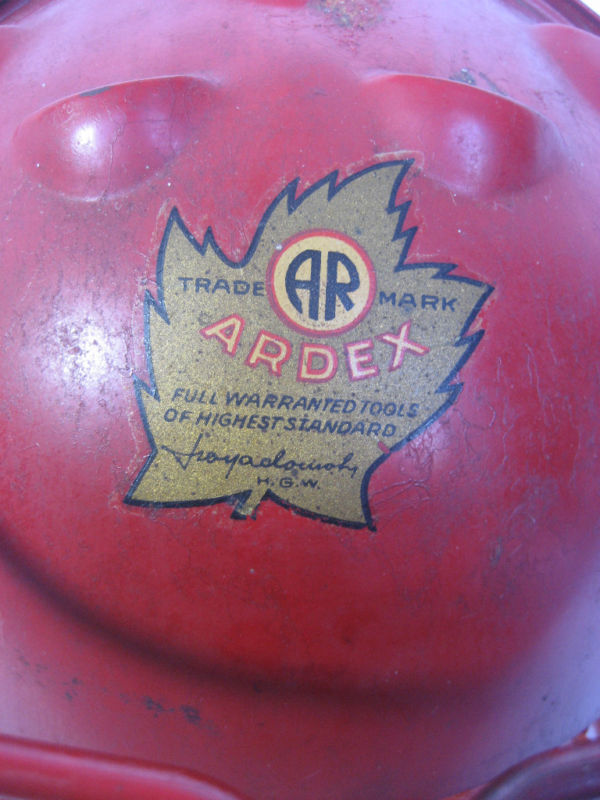 AR
TRADE MARK
ARDEX
FULL WARRANTED TOOLS
OF HIGHEST STANDARD
H.G.W.